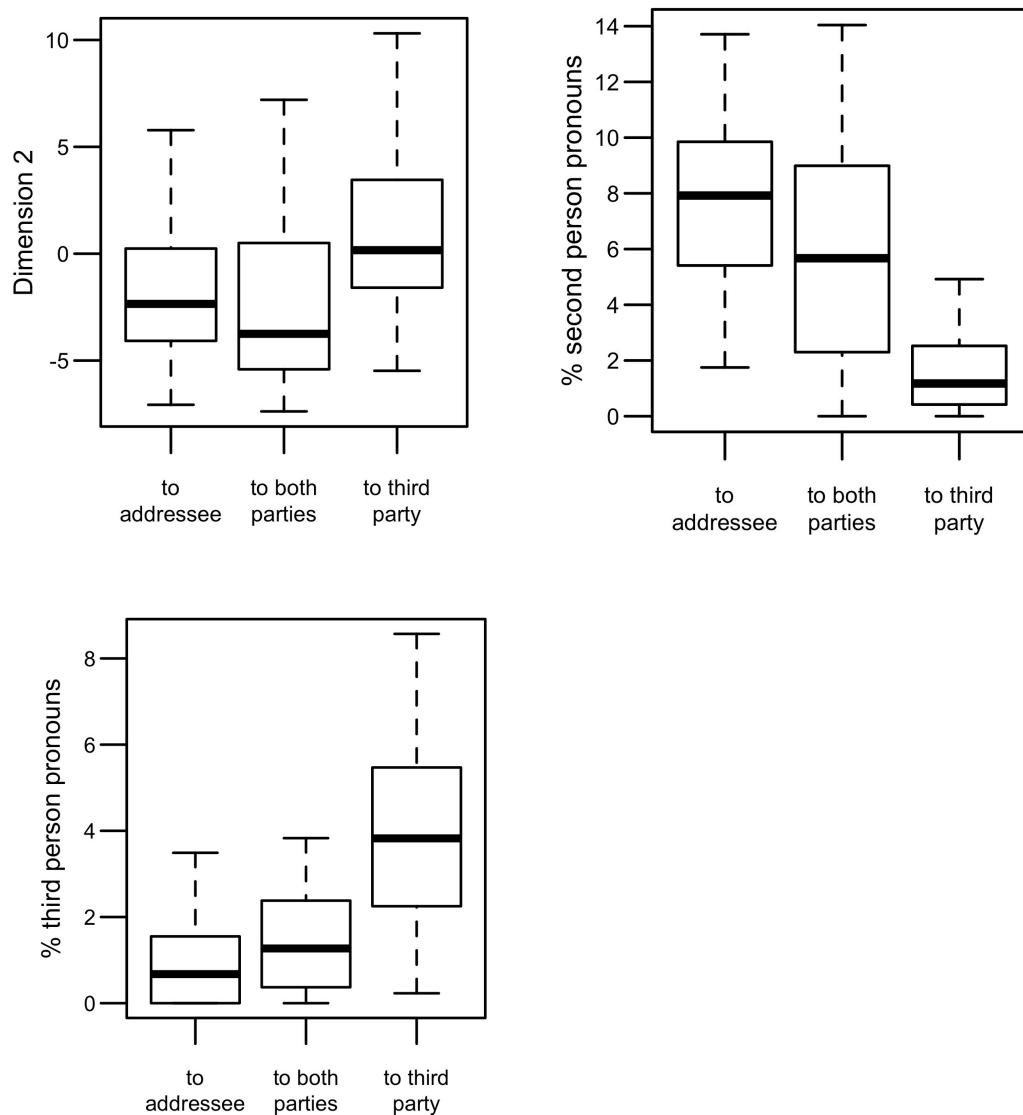 Dimension 2
10
5
0
-5
to
addressee
to both
parties
to third
party
% second person pronouns
14
12
10
8
6
4
2
0
to
addressee
to both
parties
to third
party
% third person pronouns
8
6
4
2
0
to
addressee
to both
parties
to third
party